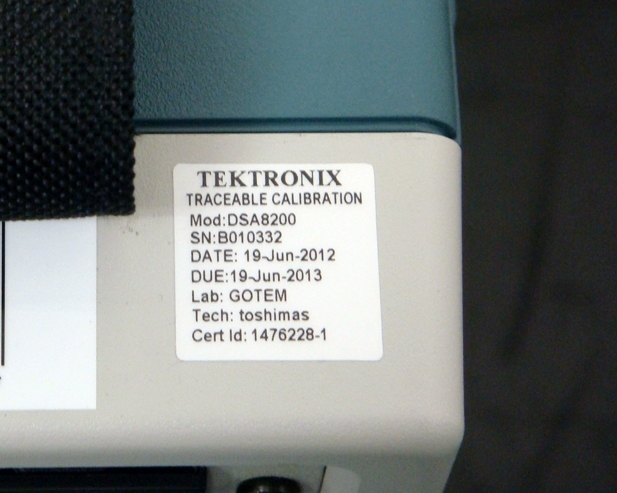 TEKTRONIX
TRACEABLE CALIBRATION
Mod:DSA8200
SN:B010332
DATE: 19-Jun-2012
DUE:19-Jun-2013
Lab: GOTEM
Tech: toshimas
Cert Id: 1476228-1